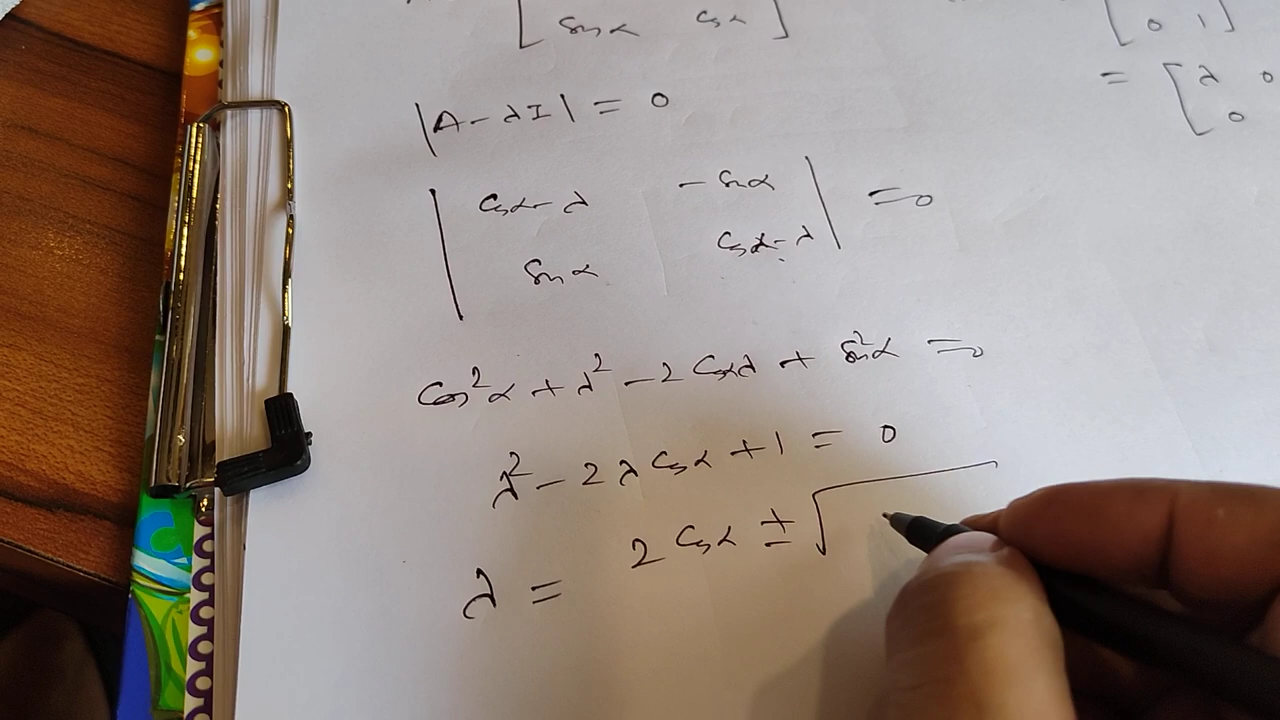 [ Sinα Cosα ]
[ 0 1 ]
= [ λ 0
0
|A - λI| = 0
| Cosα - λ - Sinα | = 0
| Sinα Cosα - λ |
Cos²α + λ² - 2 Cosαλ + Sin²α = 0
λ² - 2λ Cosα + 1 = 0
λ = 2 Cosα ± √